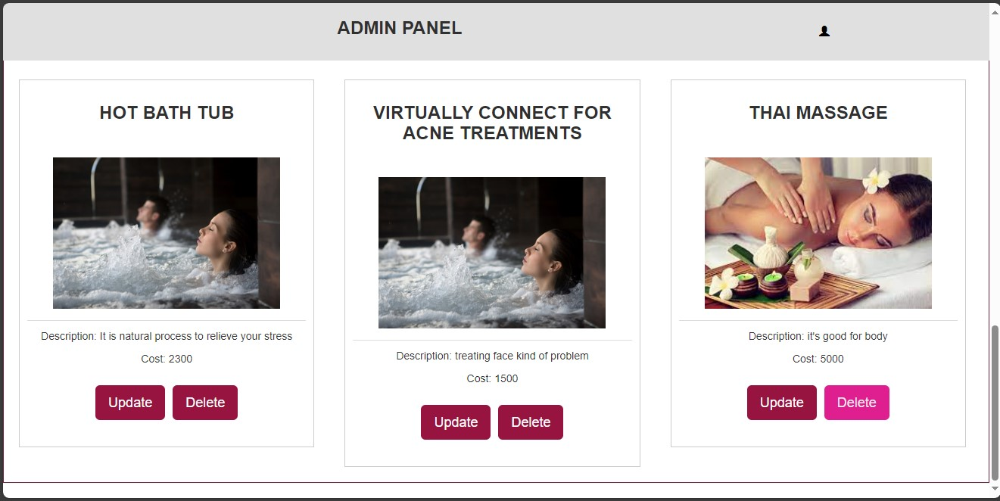 ADMIN PANEL
HOT BATH TUB
Description: It is natural process to relieve your stress
Cost: 2300
Update Delete
VIRTUALLY CONNECT FOR
ACNE TREATMENTS
Description: treating face kind of problem
Cost: 1500
Update Delete
THAI MASSAGE
Description: it's good for body
Cost: 5000
Update Delete